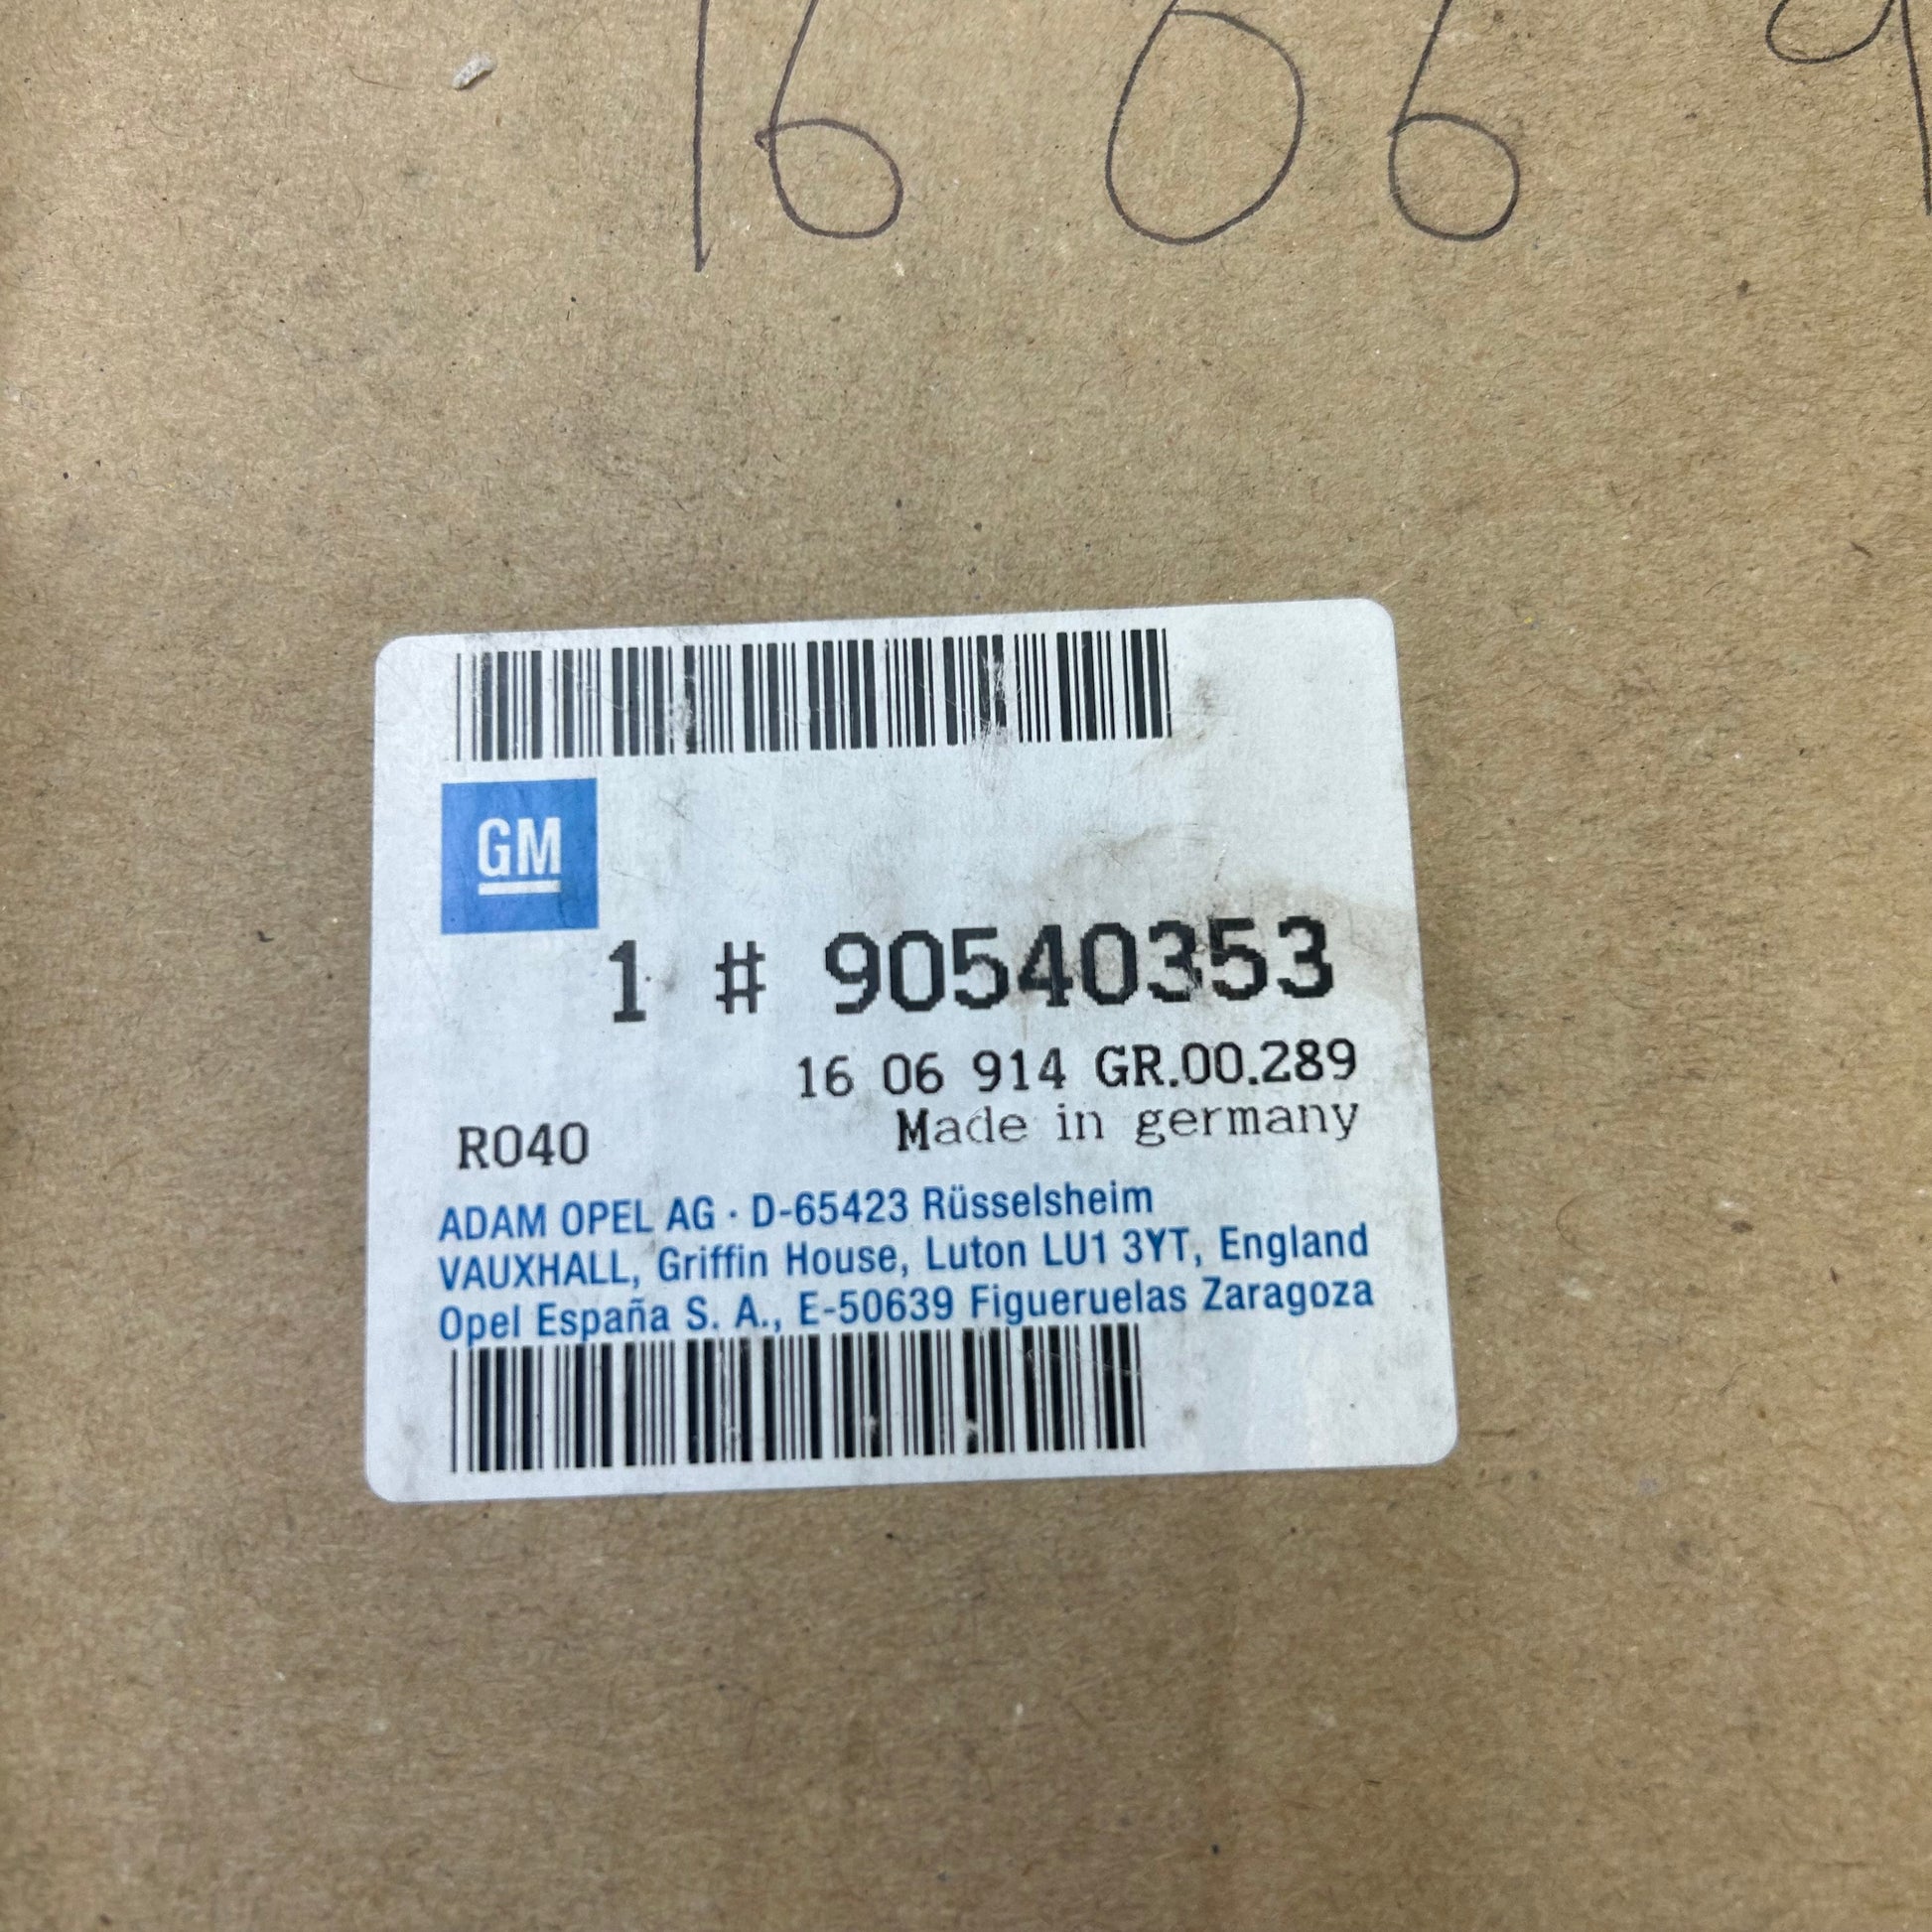 16 06 9
GM
1 # 90540353
16 06 914 GR.00.289
R040 Made in germany
ADAM OPEL AG · D-65423 Rüsselsheim
VAUXHALL, Griffin House, Luton LU1 3YT, England
Opel España S. A., E-50639 Figueruelas Zaragoza